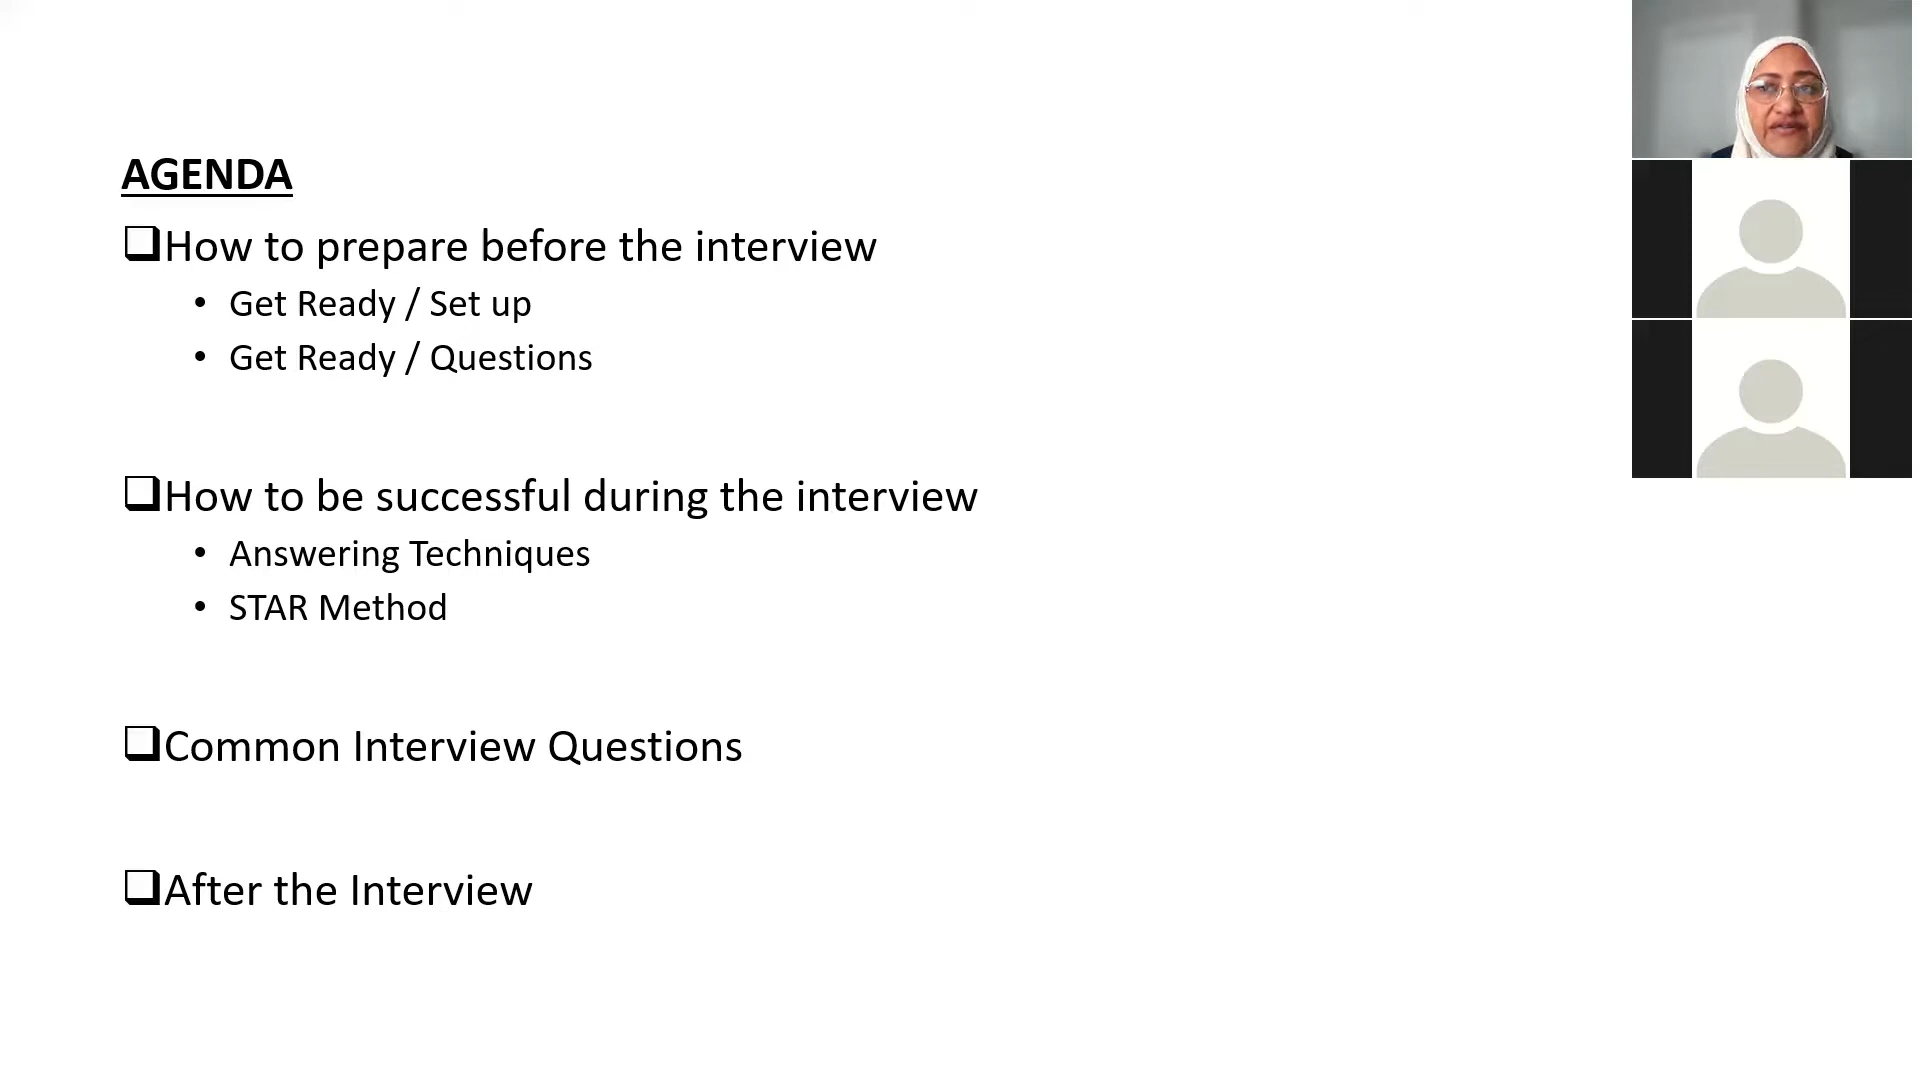 AGENDA
❑How to prepare before the interview
• Get Ready / Set up
• Get Ready / Questions
❑How to be successful during the interview
• Answering Techniques
• STAR Method
❑Common Interview Questions
❑After the Interview